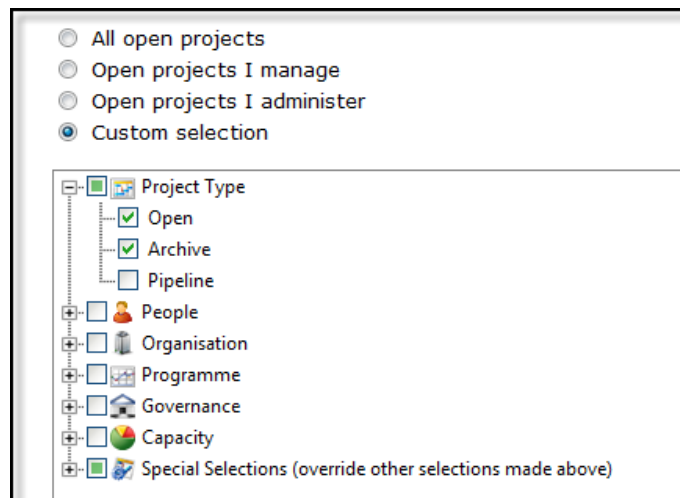 All open projects
Open projects I manage
Open projects I administer
Custom selection
Project Type
Open
Archive
Pipeline
People
Organisation
Programme
Governance
Capacity
Special Selections (override other selections made above)